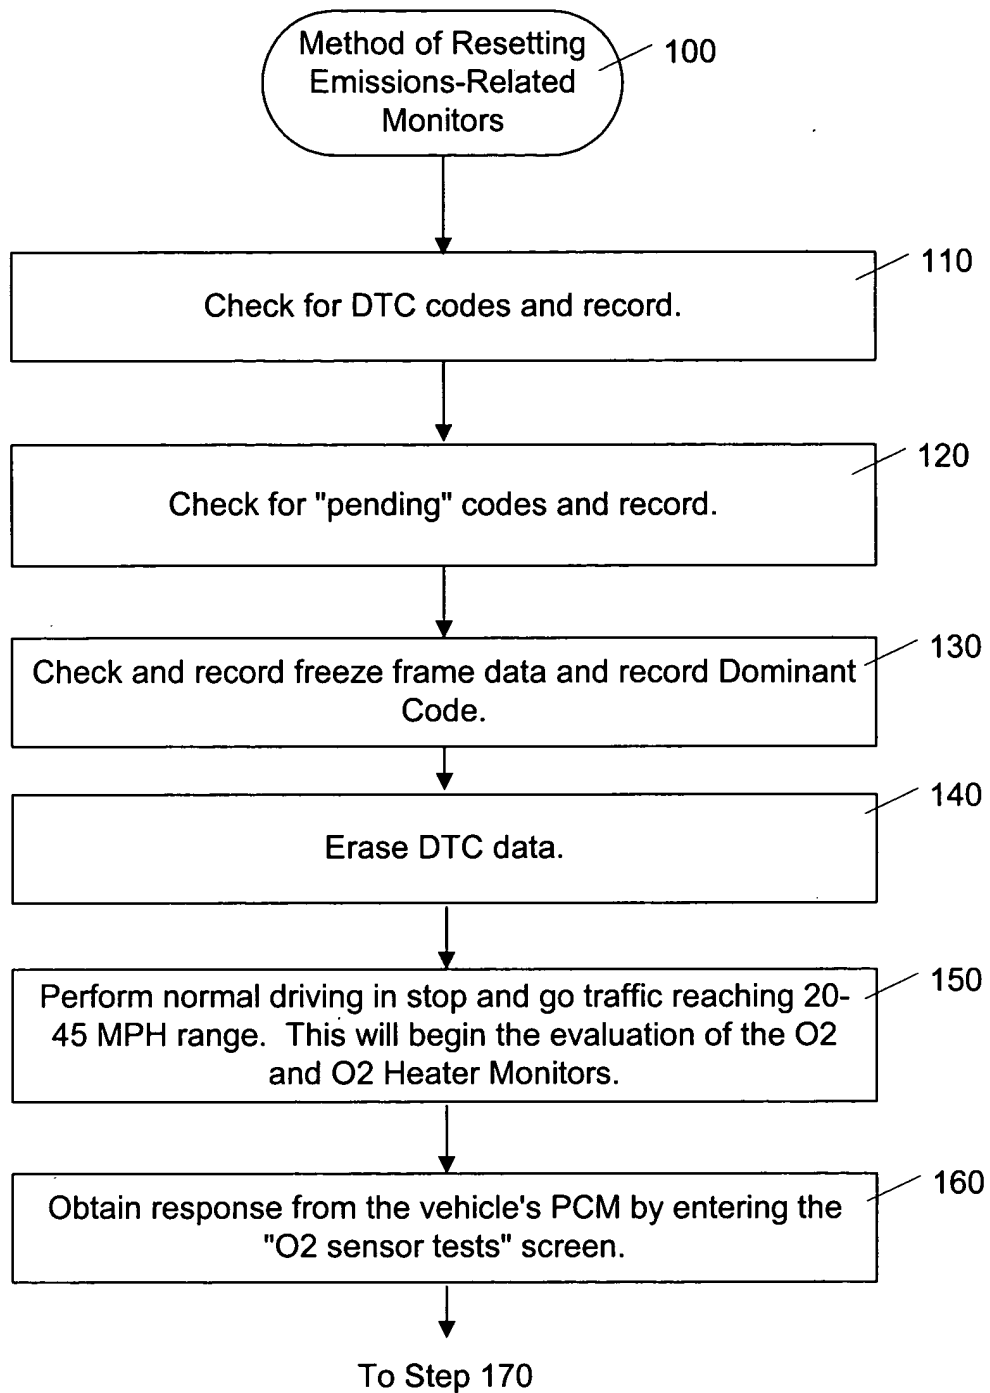 Method of Resetting
Emissions-Related
Monitors
100
110
Check for DTC codes and record.
120
Check for "pending" codes and record.
130
Check and record freeze frame data and record Dominant
Code.
140
Erase DTC data.
150
Perform normal driving in stop and go traffic reaching 20-
45 MPH range.  This will begin the evaluation of the O2
and O2 Heater Monitors.
160
Obtain response from the vehicle's PCM by entering the
"O2 sensor tests" screen.
To Step 170